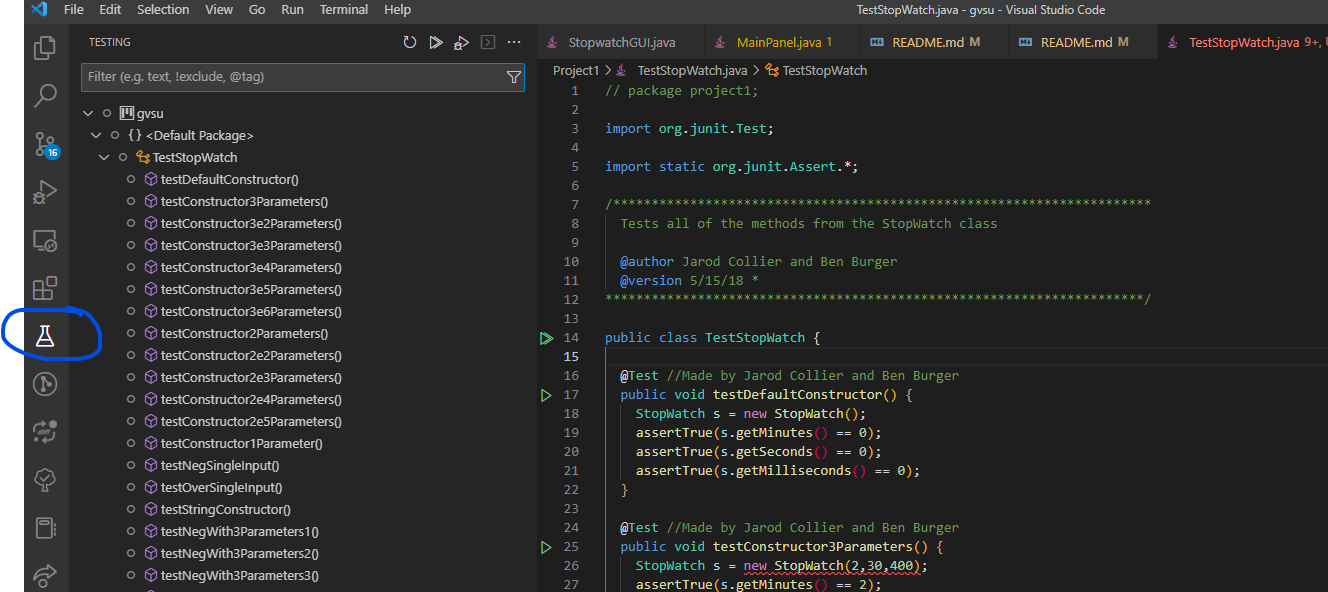 File Edit Selection View Go Run Terminal Help TestStopWatch.java - gvsu - Visual Studio Code
TESTING
Filter (e.g. text, !exclude, @tag)
16
gvsu
{} <Default Package>
TestStopWatch
testDefaultConstructor()
testConstructor3Parameters()
testConstructor3e2Parameters()
testConstructor3e3Parameters()
testConstructor3e4Parameters()
testConstructor3e5Parameters()
testConstructor3e6Parameters()
testConstructor2Parameters()
testConstructor2e2Parameters()
testConstructor2e3Parameters()
testConstructor2e4Parameters()
testConstructor2e5Parameters()
testConstructor1Parameter()
testNegSingleInput()
testOverSingleInput()
testStringConstructor()
testNegWith3Parameters1()
testNegWith3Parameters2()
testNegWith3Parameters3()
StopwatchGUI.java MainPanel.java 1 README.md M README.md M TestStopWatch.java 9+,
Project1 > TestStopWatch.java > TestStopWatch
1 // package project1;
2
3 import org.junit.Test;
4
5 import static org.junit.Assert.*;
6
7 /**********************************************************************
8 Tests all of the methods from the StopWatch class
9
10 @author Jarod Collier and Ben Burger
11 @version 5/15/18 *
12 **********************************************************************/
13
14 public class TestStopWatch {
15
16 @Test //Made by Jarod Collier and Ben Burger
17 public void testDefaultConstructor() {
18 StopWatch s = new StopWatch();
19 assertTrue(s.getMinutes() == 0);
20 assertTrue(s.getSeconds() == 0);
21 assertTrue(s.getMilliseconds() == 0);
22 }
23
24 @Test //Made by Jarod Collier and Ben Burger
25 public void testConstructor3Parameters() {
26 StopWatch s = new StopWatch(2,30,400);
27 assertTrue(s.getMinutes() == 2);